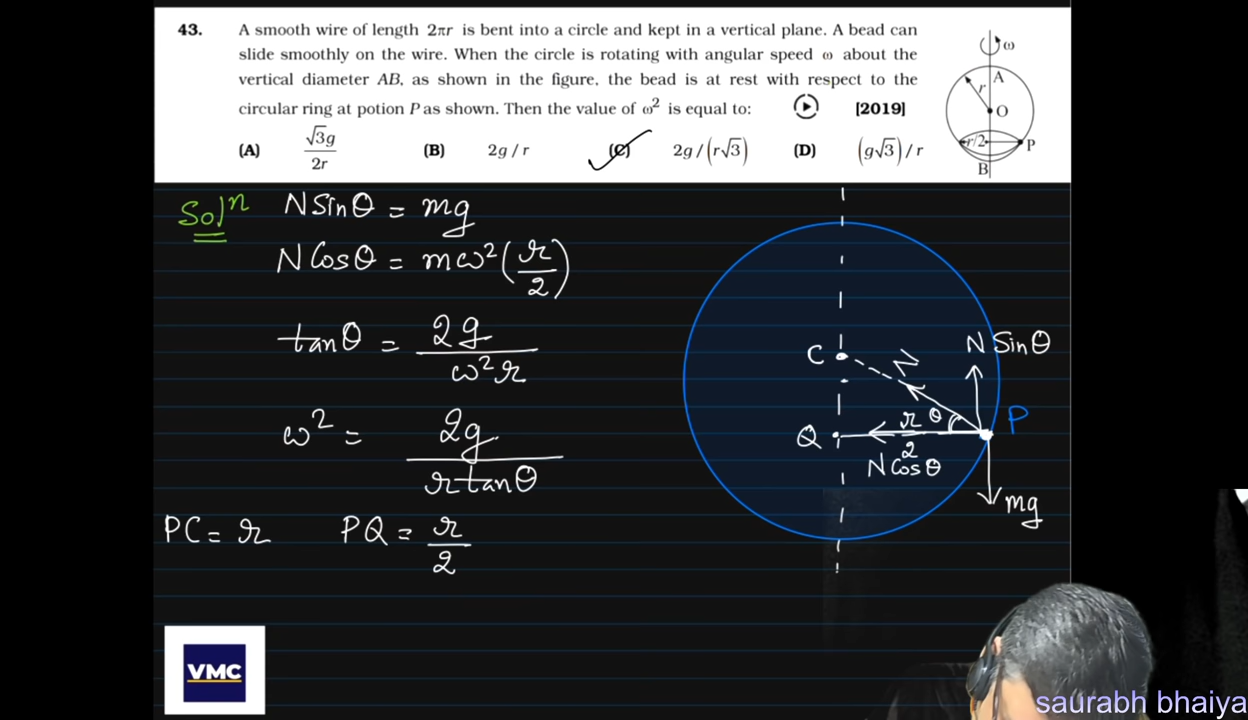 43. A smooth wire of length 2πr is bent into a circle and kept in a vertical plane. A bead can
slide smoothly on the wire. When the circle is rotating with angular speed ω about the
vertical diameter AB, as shown in the figure, the bead is at rest with respect to the
circular ring at potion P as shown. Then the value of ω² is equal to: [2019]
(A) √3g/2r (B) 2g / r (C) 2g / (r√3) (D) (g√3) / r
ω
A
r
O
r/2
P
B
Solⁿ NSinθ = mg
NCosθ = mω²(r/2)
tanθ = 2g/ω²r
ω² = 2g/rtanθ
PC = r PQ = r/2
C
N
N Sinθ
θ
P
Q
r/2
NCosθ
mg
VMC
saurabh bhaiya